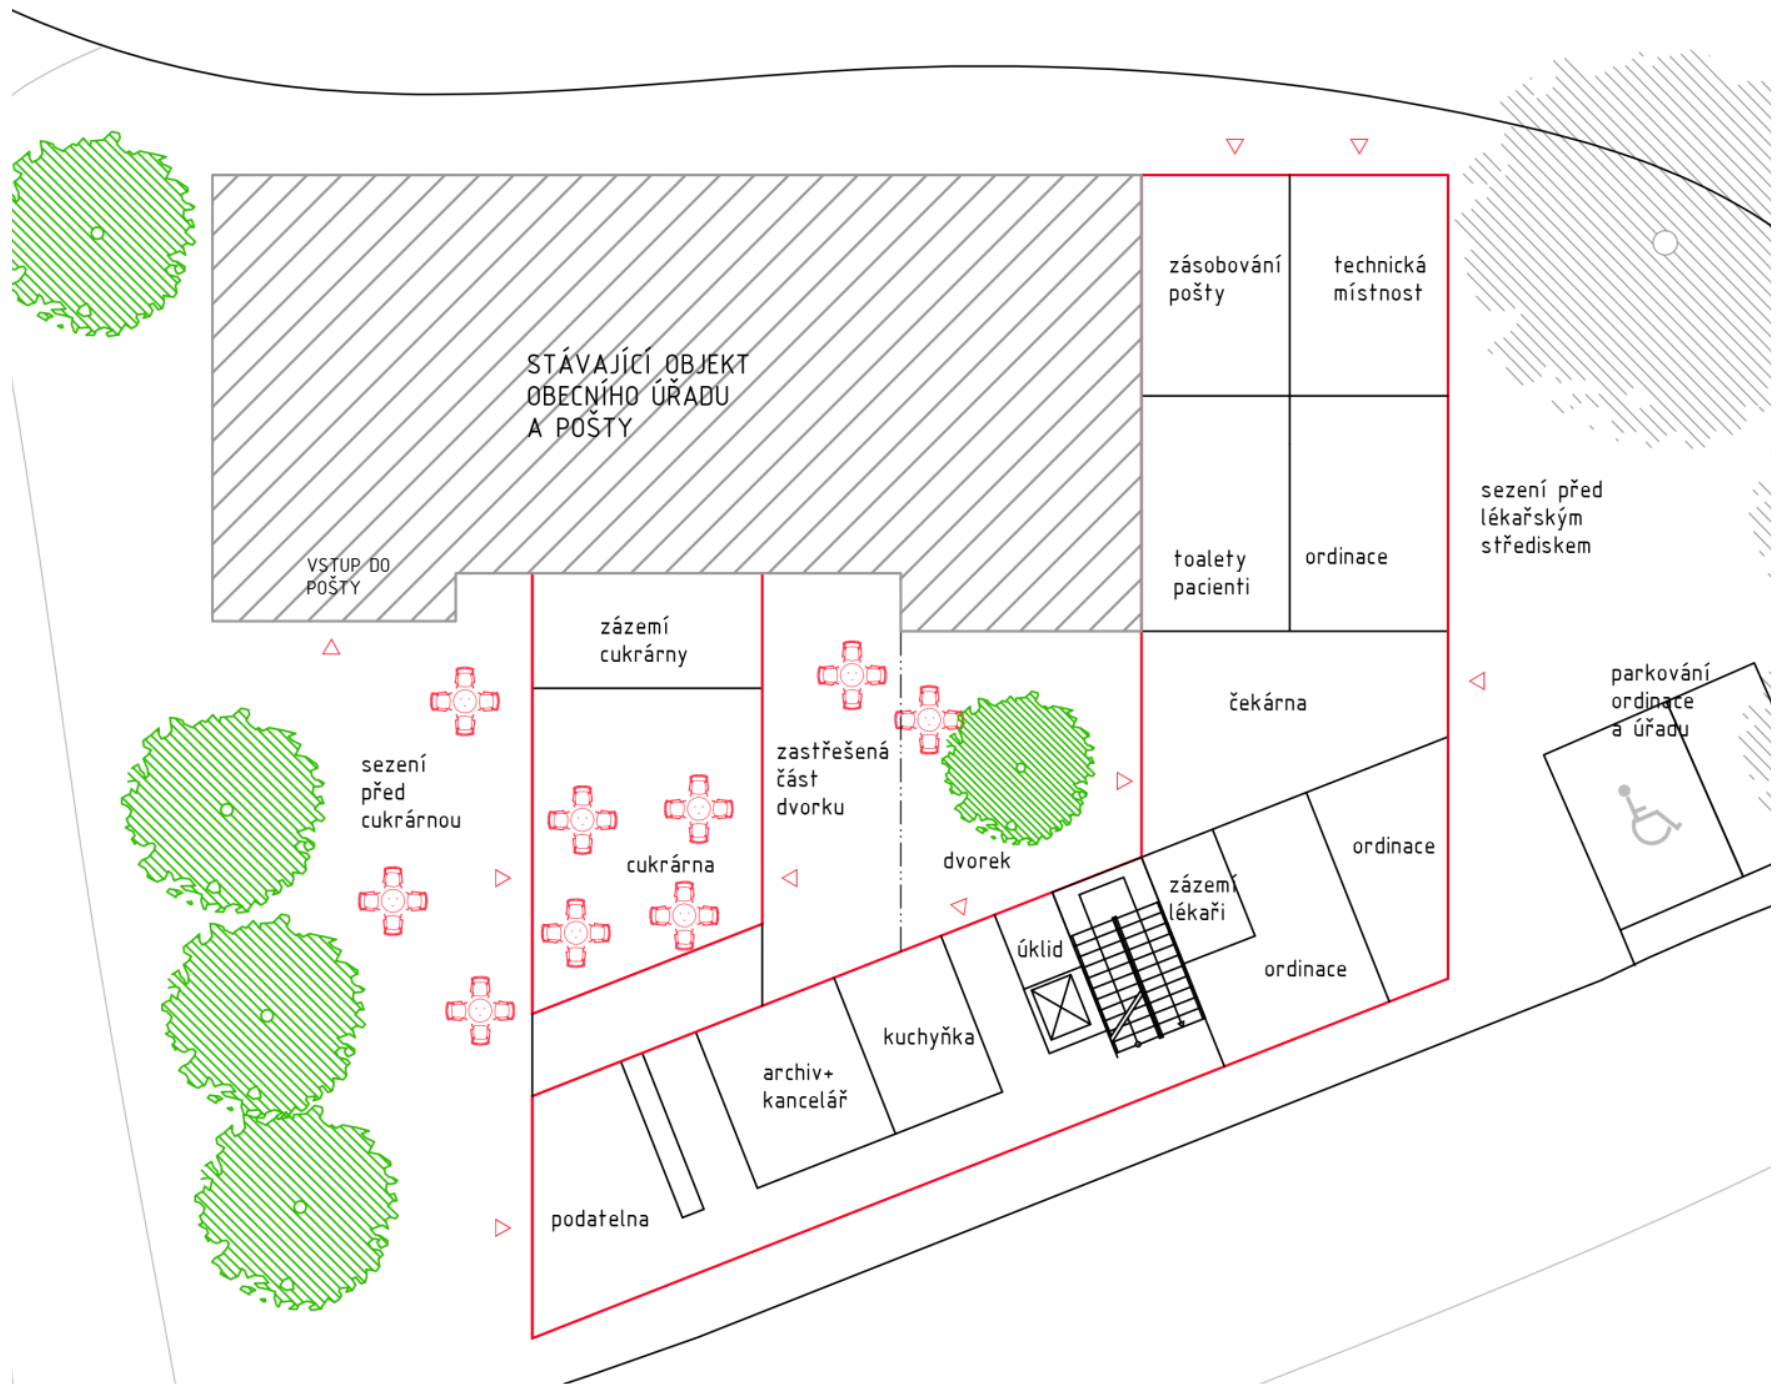 zásobování
pošty
technická
místnost
STÁVAJÍCÍ OBJEKT
OBECNÍHO ÚŘADU
A POŠTY
sezení před
lékařským
střediskem
VSTUP DO
POŠTY
toalety
pacienti
ordinace
zázemí
cukrárny
parkování
ordinace
a úřadu
čekárna
sezení
před
cukrárnou
zastřešená
část
dvorku
cukrárna
dvorek
ordinace
zázemí
lékaři
úklid
ordinace
kuchyňka
archiv+
kancelář
podatelna